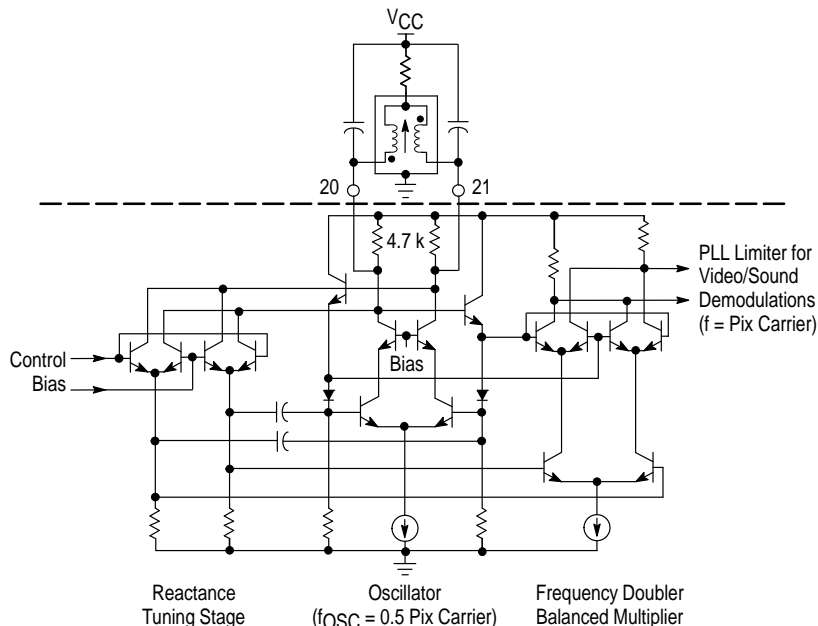 VCC
20
21
4.7 k
PLL Limiter for
Video/Sound
Demodulations
(f = Pix Carrier)
Control
Bias
Bias
Reactance
Tuning Stage
Oscillator
(fOSC = 0.5 Pix Carrier)
Frequency Doubler
Balanced Multiplier